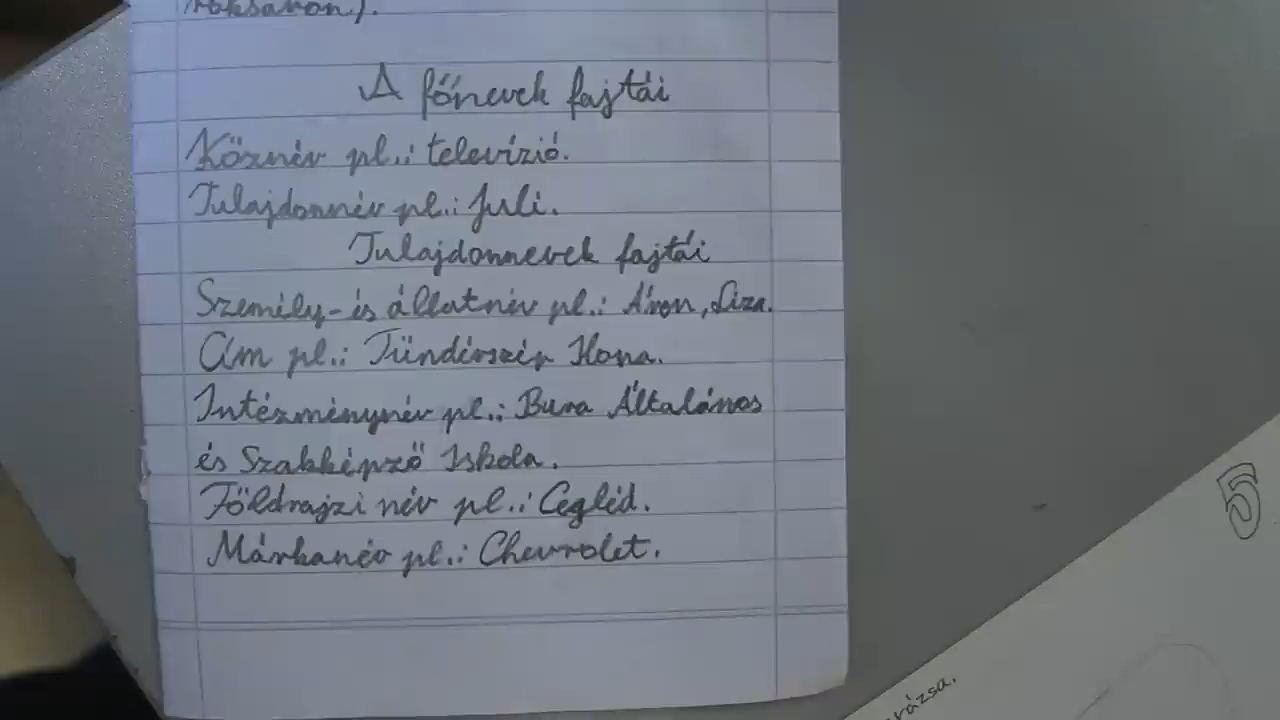 A főnevek fajtái
Köznév pl.: televízió.
Tulajdonnév pl.: Juli.
Tulajdonnevek fajtái
Személy- és állatnév pl.: Áron, Liza.
Cím pl.: Tündérszép Ilona.
Intézménynév pl.: Buna Általános
és Szakképző Iskola.
Földrajzi név pl.: Cegléd.
Márkanév pl.: Chevrolet.
5